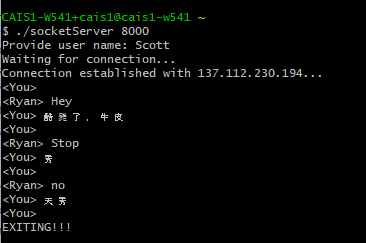 CAIS1-W541+cais1@cais1-w541 ~
$ ./socketServer 8000
Provide user name: Scott
Waiting for connection...
Connection established with 137.112.230.194...
<You>
<Ryan> Hey
<You> 酷斃了，牛皮
<You>
<Ryan> Stop
<You> 秀
<You>
<Ryan> no
<You> 天秀
<You>
EXITING!!!